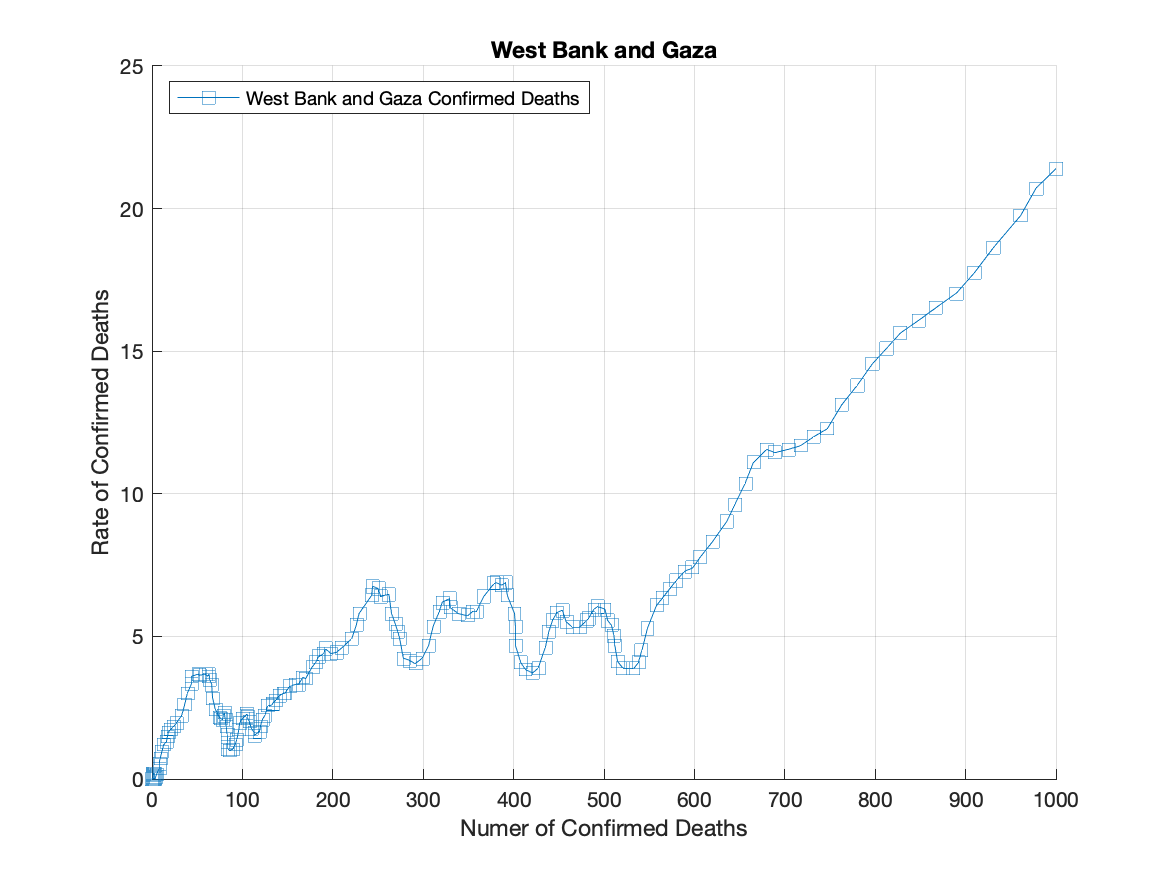 West Bank and Gaza
West Bank and Gaza Confirmed Deaths
25
20
15
10
5
0
Rate of Confirmed Deaths
0 100 200 300 400 500 600 700 800 900 1000
Numer of Confirmed Deaths